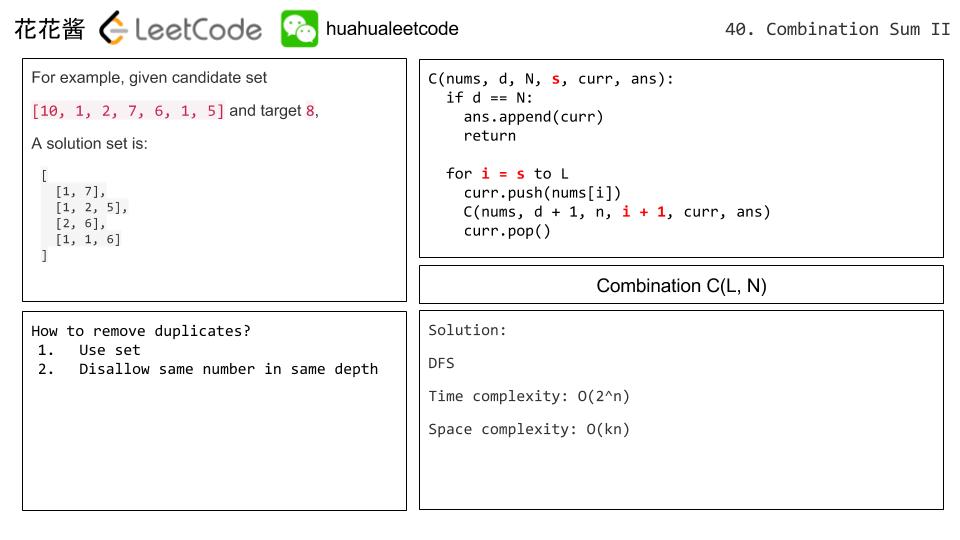 花花酱 LeetCode huahualeetcode
40. Combination Sum II
For example, given candidate set
[10, 1, 2, 7, 6, 1, 5] and target 8,
A solution set is:
[
[1, 7],
[1, 2, 5],
[2, 6],
[1, 1, 6]
]
C(nums, d, N, s, curr, ans):
if d == N:
ans.append(curr)
return
for i = s to L
curr.push(nums[i])
C(nums, d + 1, n, i + 1, curr, ans)
curr.pop()
Combination C(L, N)
How to remove duplicates?
1. Use set
2. Disallow same number in same depth
Solution:
DFS
Time complexity: O(2^n)
Space complexity: O(kn)